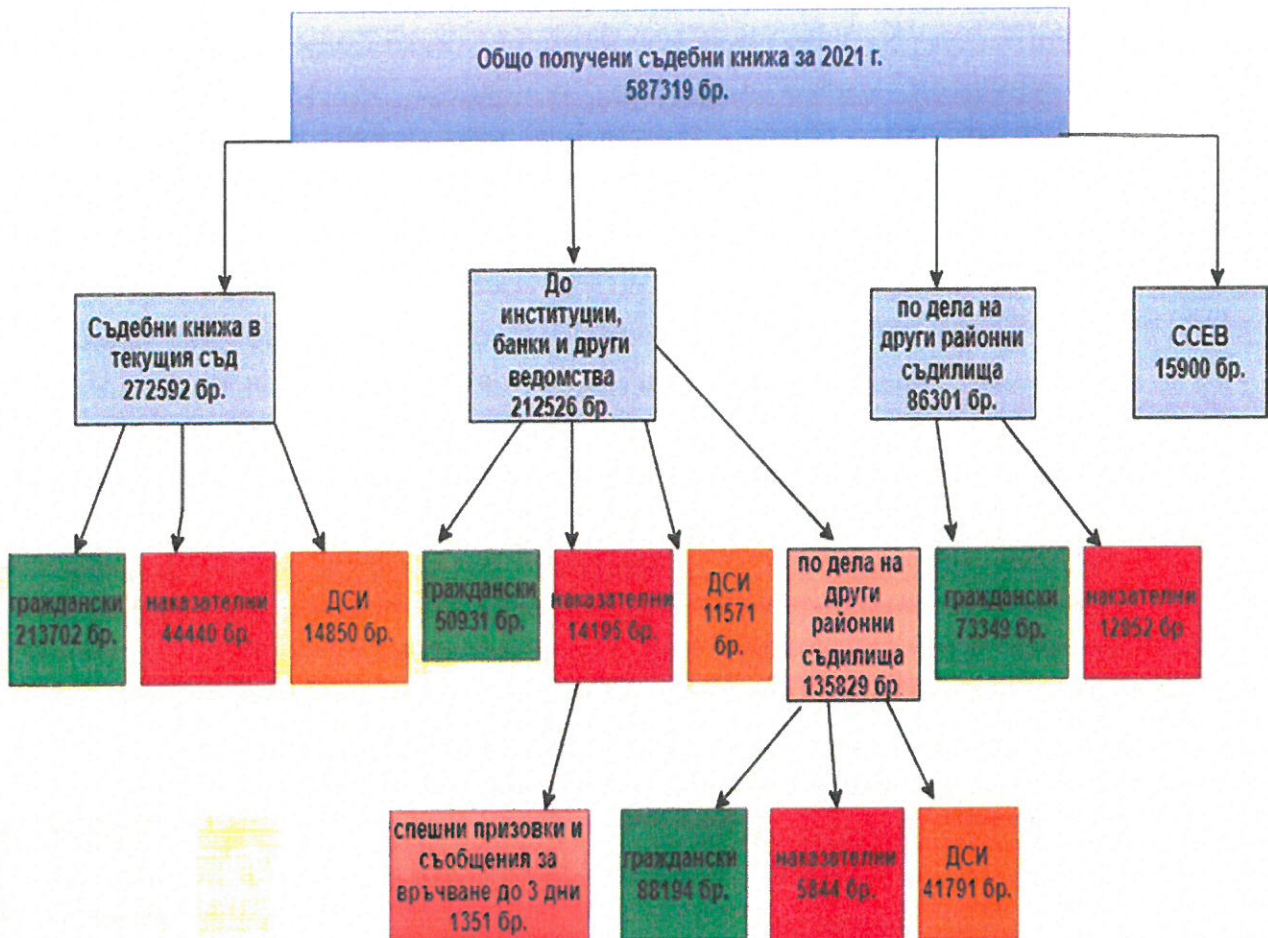 Общо получени съдебни книжа за 2021 г.
587319 бр.
Съдебни книжа в
текущия съд
272592 бр.
До
институции,
банки и други
ведомства
212526 бр.
по дела на
други районни
съдилища
86301 бр.
ССЕВ
15900 бр.
граждански
213702 бр.
наказателни
44440 бр.
ДСИ
14850 бр.
граждански
50931 бр.
наказателни
14195 бр.
ДСИ
11571
бр.
по дела на
други
районни
съдилища
135829 бр
граждански
73349 бр.
накзателни
12952 бр
спешни призовки и
съобщения за
връчване до 3 дни
1351 бр.
граждански
88194 бр.
наказателни
5844 бр.
ДСИ
41791 бр.